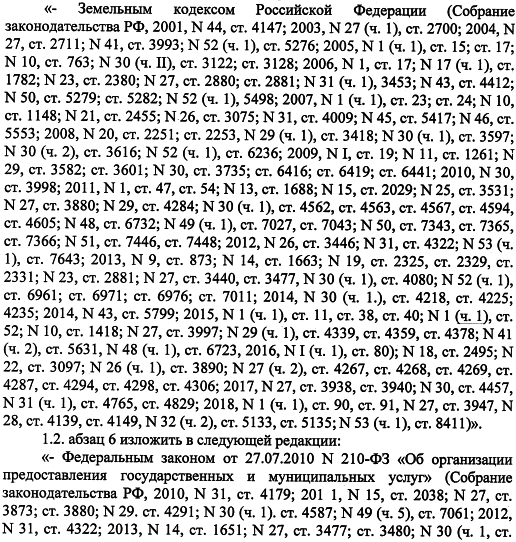 «- Земельным кодексом Российской Федерации (Собрание
законодательства РФ, 2001, N 44, ст. 4147; 2003, N 27 (ч. 1), ст. 2700; 2004, N
27, ст. 2711; N 41, ст. 3993; N 52 (ч. 1), ст. 5276; 2005, N 1 (ч. 1), ст. 15; ст. 17;
N 10, ст. 763; N 30 (ч. II), ст. 3122; ст. 3128; 2006, N 1, ст. 17; N 17 (ч. 1), ст.
1782; N 23, ст. 2380; N 27, ст. 2880; ст. 2881; N 31 (ч. 1), 3453; N 43, ст. 4412;
N 50, ст. 5279; ст. 5282; N 52 (ч. 1), 5498; 2007, N 1 (ч. 1), ст. 23; ст. 24; N 10,
ст. 1148; N 21, ст. 2455; N 26, ст. 3075; N 31, ст. 4009; N 45, ст. 5417; N 46, ст.
5553; 2008, N 20, ст. 2251; ст. 2253, N 29 (ч. 1), ст. 3418; N 30 (ч. 1), ст. 3597;
N 30 (ч. 2), ст. 3616; N 52 (ч. 1), ст. 6236; 2009, N I, ст. 19; N 11, ст. 1261; N
29, ст. 3582; ст. 3601; N 30, ст. 3735; ст. 6416; ст. 6419; ст. 6441; 2010, N 30,
ст. 3998; 2011, N 1, ст. 47, ст. 54; N 13, ст. 1688; N 15, ст. 2029; N 25, ст. 3531;
N 27, ст. 3880; N 29, ст. 4284; N 30 (ч. 1), ст. 4562, ст. 4563, ст. 4567, ст. 4594,
ст. 4605; N 48, ст. 6732; N 49 (ч. 1), ст. 7027, ст. 7043; N 50, ст. 7343, ст. 7365,
ст. 7366; N 51, ст. 7446, ст. 7448; 2012, N 26, ст. 3446; N 31, ст. 4322; N 53 (ч.
1), ст. 7643; 2013, N 9, ст. 873; N 14, ст. 1663; N 19, ст. 2325, ст. 2329, ст.
2331; N 23, ст. 2881; N 27, ст. 3440, ст. 3477, N 30 (ч. 1), ст. 4080; N 52 (ч. 1),
ст. 6961; ст. 6971; ст. 6976, ст. 7011; 2014, N 30 (ч. 1.), ст. 4218, ст. 4225;
4235; 2014, N 43, ст. 5799; 2015, N 1 (ч. 1), ст. 11, ст. 38, ст. 40; N 1 (ч. 1), ст.
52; N 10, ст. 1418; N 27, ст. 3997; N 29 (ч. 1), ст. 4339, ст. 4359, ст. 4378; N 41
(ч. 2), ст. 5631, N 48 (ч. 1), ст. 6723, 2016, N I (ч. 1), ст. 80); N 18, ст. 2495; N
22, ст. 3097; N 26 (ч. 1), ст. 3890; N 27 (ч. 2), ст. 4267, ст. 4268, ст. 4269, ст.
4287, ст. 4294, ст. 4298, ст. 4306; 2017, N 27, ст. 3938, ст. 3940; N 30, ст. 4457,
N 31 (ч. 1), ст. 4765, ст. 4829; 2018, N 1 (ч. 1), ст. 90, ст. 91, N 27, ст. 3947, N
28, ст. 4139, ст. 4149, N 32 (ч. 2), ст. 5133, ст. 5135; N 53 (ч. 1), ст. 8411)».
1.2. абзац 6 изложить в следующей редакции:
«- Федеральным законом от 27.07.2010 N 210-ФЗ «Об организации
предоставления государственных и муниципальных услуг» (Собрание
законодательства РФ, 2010, N 31, ст. 4179; 201 1, N 15, ст. 2038; N 27, ст.
3873; ст. 3880; N 29. ст. 4291; N 30 (ч. 1). ст. 4587; N 49 (ч. 5), ст. 7061; 2012,
N 31, ст. 4322; 2013, N 14, ст. 1651; N 27, ст. 3477; ст. 3480; N 30 (ч. 1, ст.